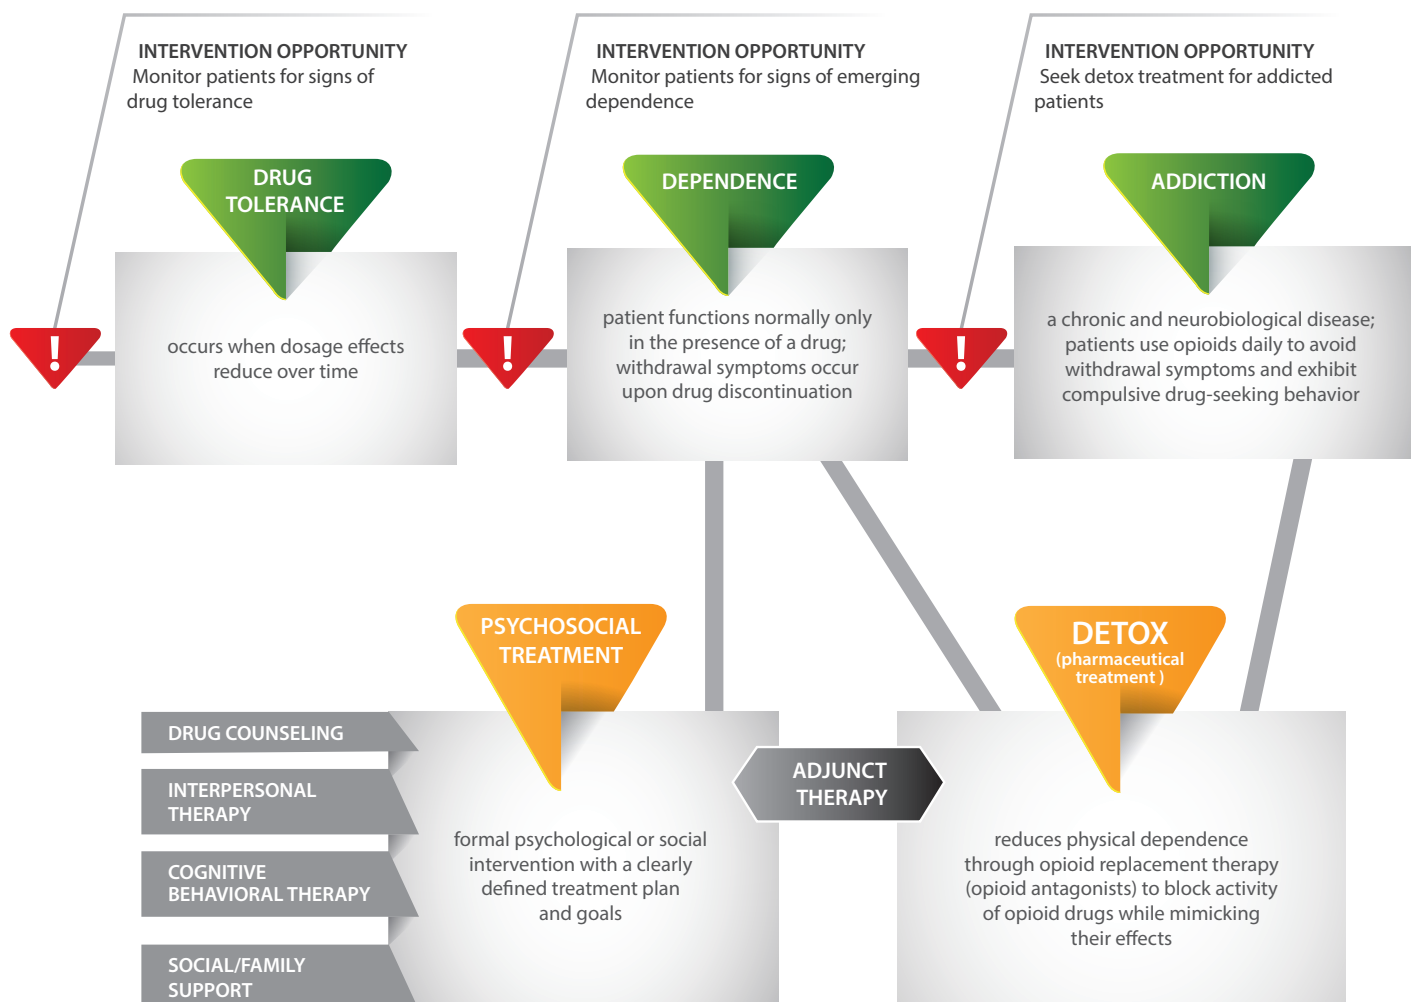 INTERVENTION OPPORTUNITY
Monitor patients for signs of
drug tolerance
INTERVENTION OPPORTUNITY
Monitor patients for signs of emerging
dependence
INTERVENTION OPPORTUNITY
Seek detox treatment for addicted
patients
DRUG
TOLERANCE
occurs when dosage effects
reduce over time
DEPENDENCE
patient functions normally only
in the presence of a drug;
withdrawal symptoms occur
upon drug discontinuation
ADDICTION
a chronic and neurobiological disease;
patients use opioids daily to avoid
withdrawal symptoms and exhibit
compulsive drug-seeking behavior
!
!
!
PSYCHOSOCIAL
TREATMENT
DRUG COUNSELING
INTERPERSONAL
THERAPY
COGNITIVE
BEHAVIORAL THERAPY
SOCIAL/FAMILY
SUPPORT
formal psychological or social
intervention with a clearly
defined treatment plan
and goals
ADJUNCT
THERAPY
DETOX
(pharmaceutical
treatment )
reduces physical dependence
through opioid replacement therapy
(opioid antagonists) to block activity
of opioid drugs while mimicking
their effects